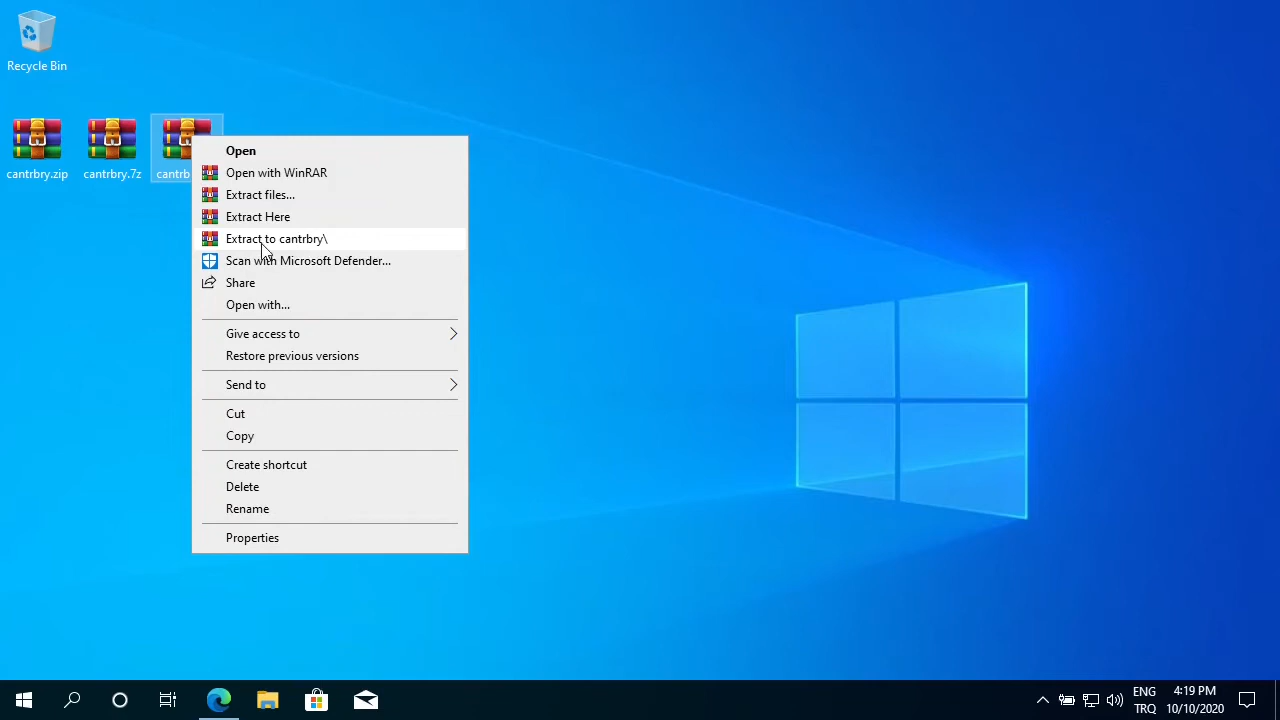 Recycle Bin
cantrbry.zip
cantrbry.7z
cantrb
Open
Open with WinRAR
Extract files...
Extract Here
Extract to cantrbry\
Scan with Microsoft Defender...
Share
Open with...
Give access to
Restore previous versions
Send to
Cut
Copy
Create shortcut
Delete
Rename
Properties
ENG
TRQ
4:19 PM
10/10/2020